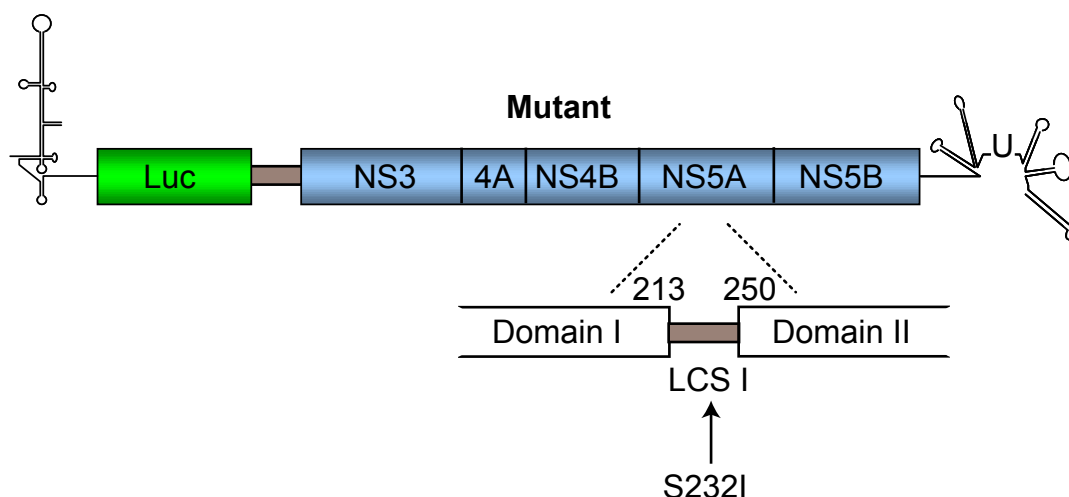 Mutant
Luc NS3 4A NS4B NS5A NS5B U
213 250
Domain I Domain II
LCS I
S232I